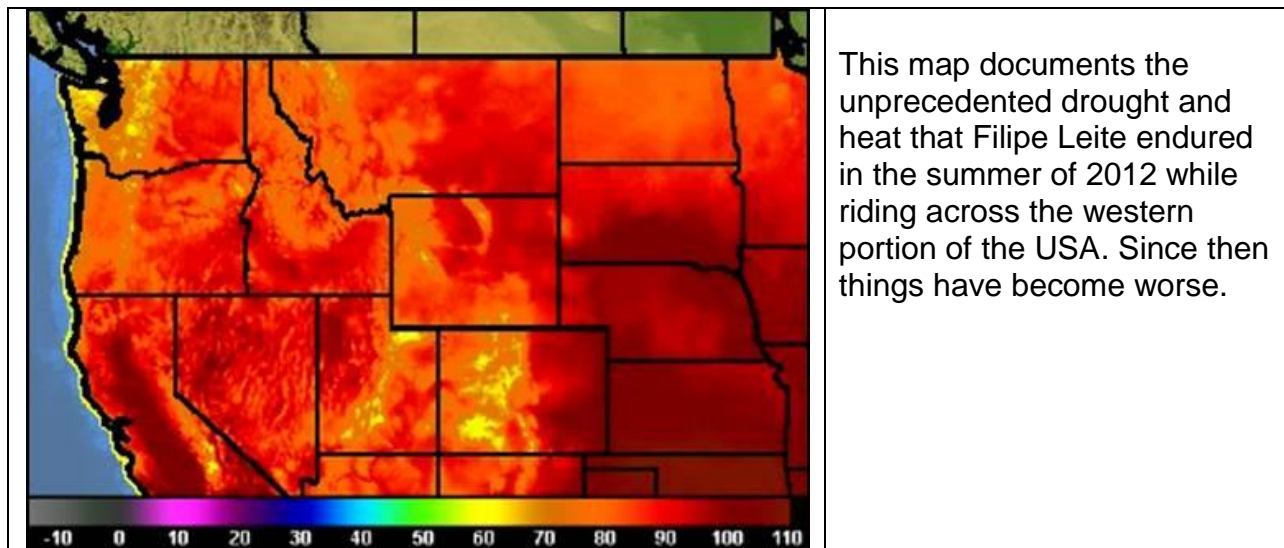 This map documents the
unprecedented drought and
heat that Filipe Leite endured
in the summer of 2012 while
riding across the western
portion of the USA. Since then
things have become worse.
-10 0 10 20 30 40 50 60 70 80 90 100 110